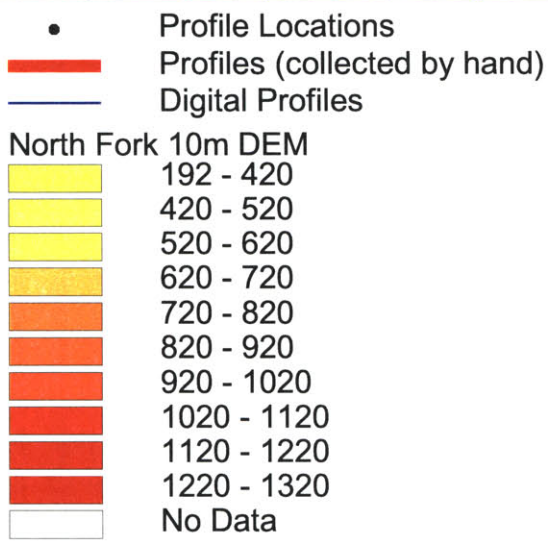 Profile Locations
Profiles (collected by hand)
Digital Profiles
North Fork 10m DEM
192 - 420
420 - 520
520 - 620
620 - 720
720 - 820
820 - 920
920 - 1020
1020 - 1120
1120 - 1220
1220 - 1320
No Data